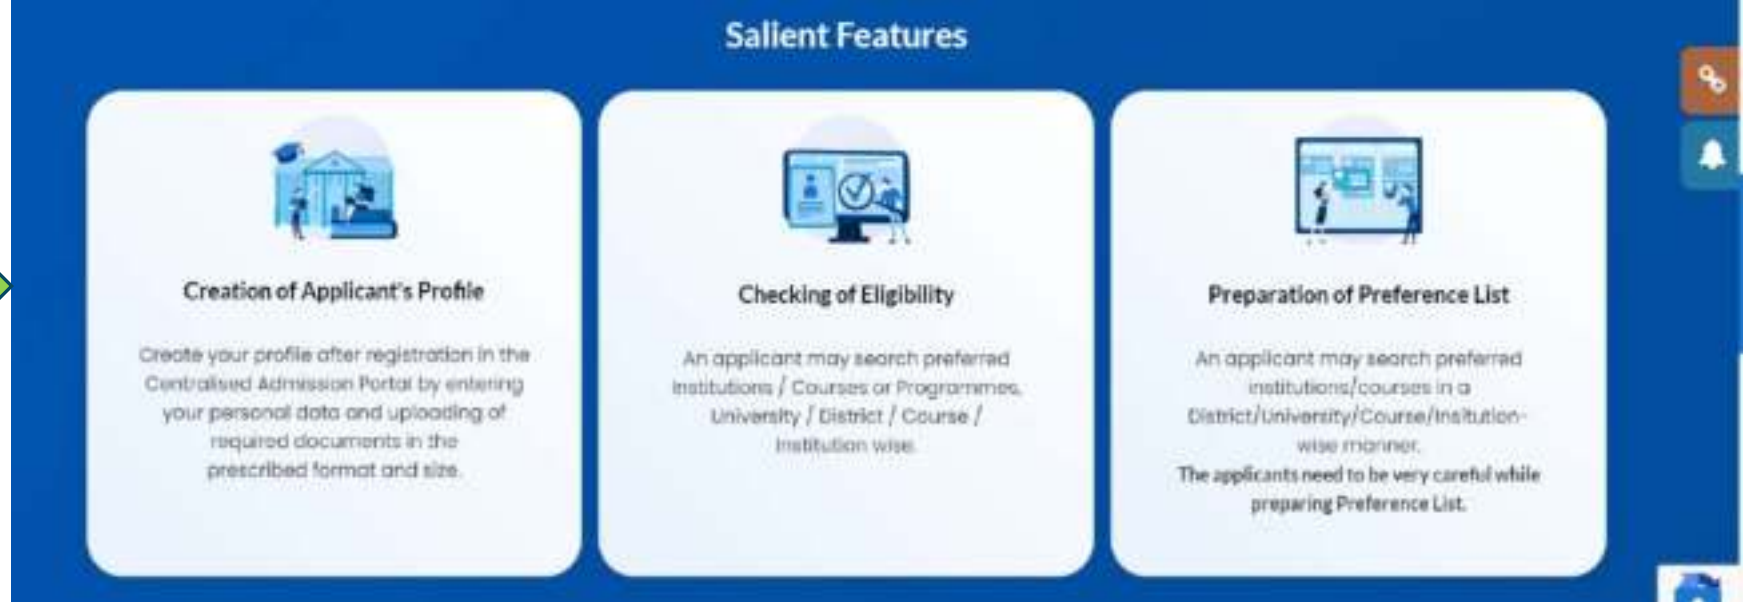 Salient Features
Creation of Applicant's Profile
Create your profile after registration in the
Centralised Admission Portal by entering
your personal data and uploading of
required documents in the
prescribed format and size.
Checking of Eligibility
An applicant may search preferred
Institutions / Courses or Programmes,
University / District / Course /
Institution wise.
Preparation of Preference List
An applicant may search preferred
institutions/courses in a
District/University/Course/Insitution-
wise manner.
The applicants need to be very careful while
preparing Preference List.